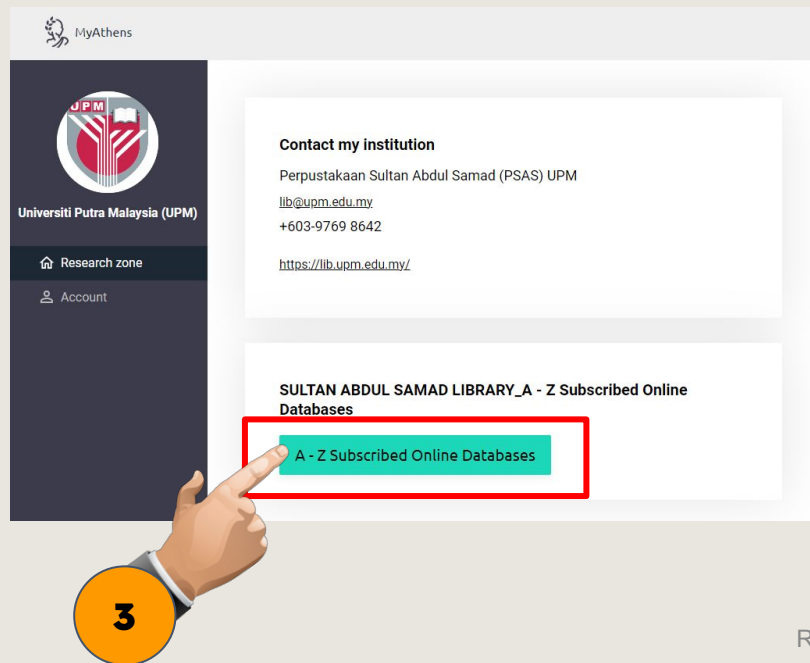 MyAthens
UPM
Universiti Putra Malaysia (UPM)
Research zone
Account
Contact my institution
Perpustakaan Sultan Abdul Samad (PSAS) UPM
lib@upm.edu.my
+603-9769 8642
https://lib.upm.edu.my/
SULTAN ABDUL SAMAD LIBRARY_A - Z Subscribed Online
Databases
A - Z Subscribed Online Databases
3
R